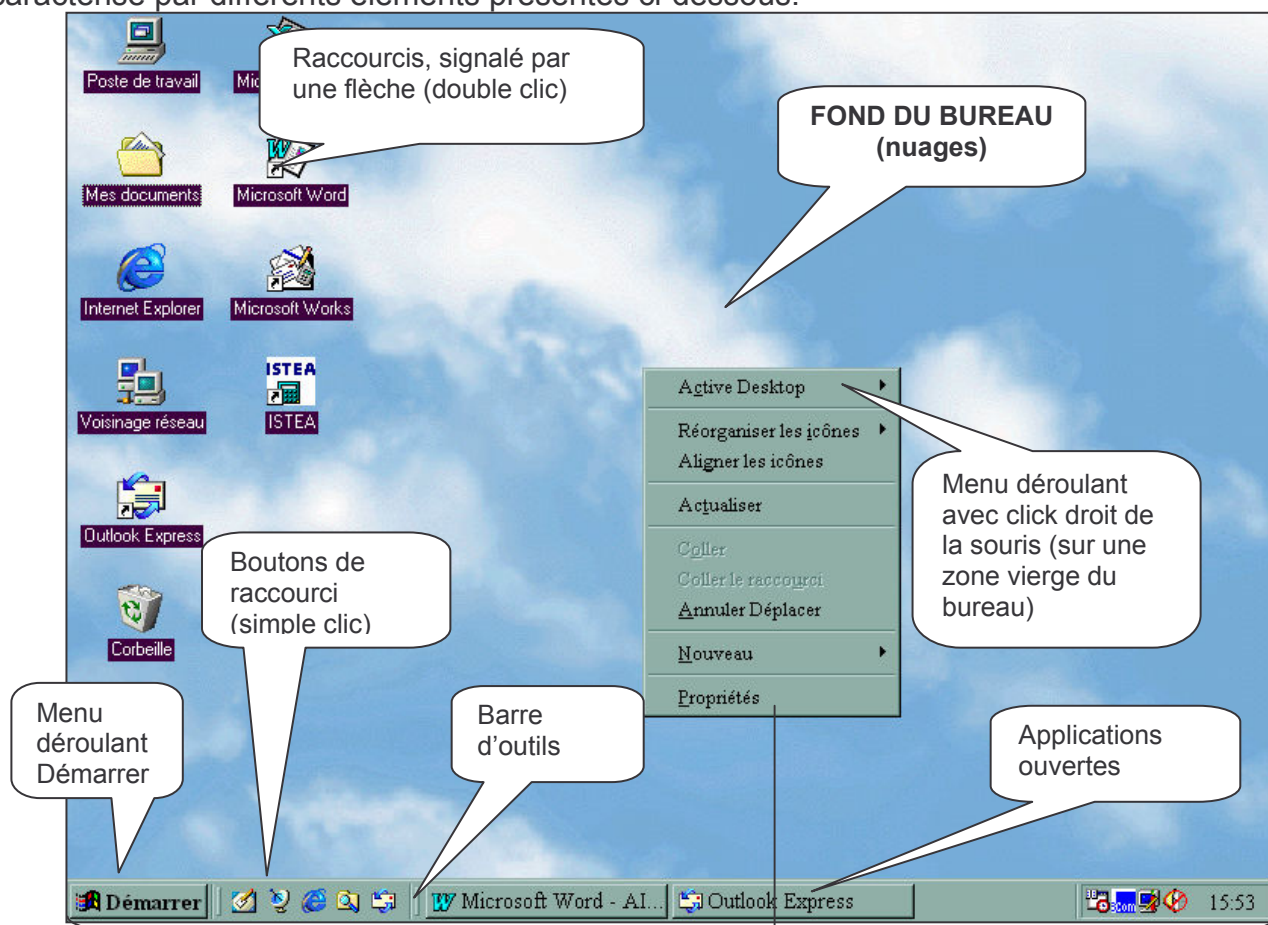 caractérisé par différents éléments présentés ci-dessous.
Poste de travail
Raccourcis, signalé par
une flèche (double clic)
FOND DU BUREAU
(nuages)
Mes documents
Microsoft Word
Internet Explorer
Microsoft Works
ISTEA
Voisinage réseau
ISTEA
Outlook Express
Corbeille
Active Desktop
Réorganiser les icônes
Aligner les icônes
Actualiser
Coller
Coller le raccourci
Annuler Déplacer
Nouveau
Propriétés
Menu déroulant
avec click droit de
la souris (sur une
zone vierge du
bureau)
Boutons de
raccourci
(simple clic)
Menu
déroulant
Démarrer
Barre
d'outils
Applications
ouvertes
Démarrer
Microsoft Word - AI...
Outlook Express
3Com
15:53